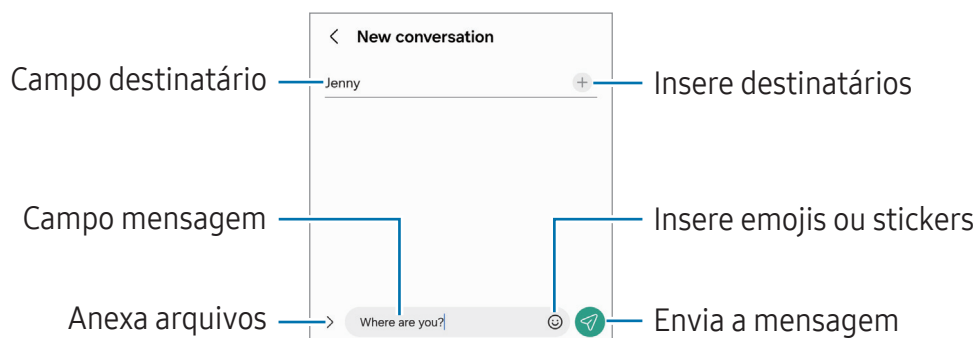 New conversation
Campo destinatário
Jenny
Insere destinatários
Campo mensagem
Insere emojis ou stickers
Anexa arquivos
Where are you?
Envia a mensagem